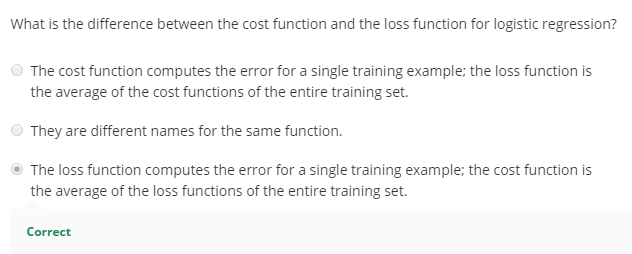 What is the difference between the cost function and the loss function for logistic regression?
The cost function computes the error for a single training example; the loss function is
the average of the cost functions of the entire training set.
They are different names for the same function.
The loss function computes the error for a single training example; the cost function is
the average of the loss functions of the entire training set.
Correct